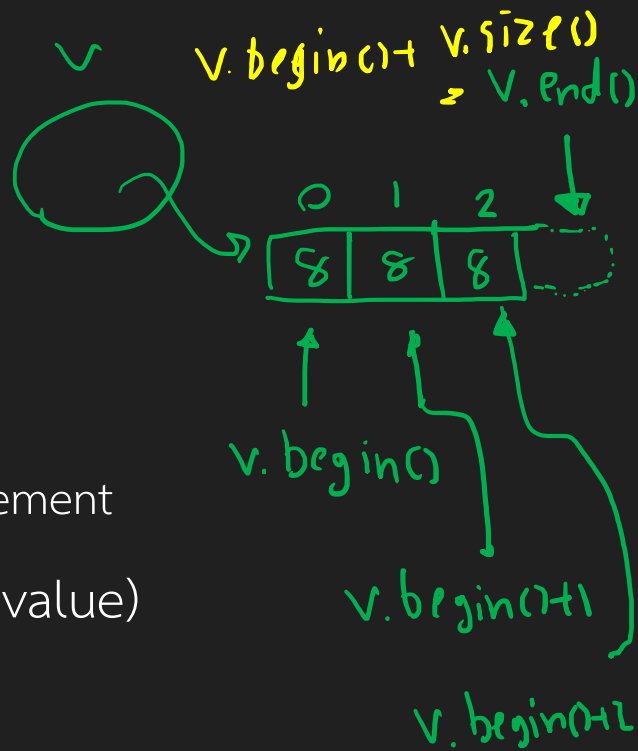 v
v.begin()+ v.size()
= v.end()
0 1 2
8 8 8
v.begin()
ement
value)
v.begin()+1
v.begin()+2